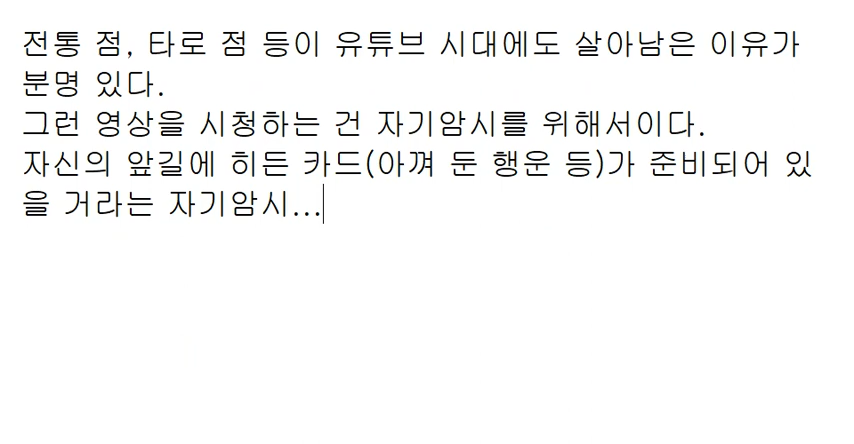 전통 점, 타로 점 등이 유튜브 시대에도 살아남은 이유가
분명 있다.
그런 영상을 시청하는 건 자기암시를 위해서이다.
자신의 앞길에 히든 카드(아껴 둔 행운 등)가 준비되어 있
을 거라는 자기암시...